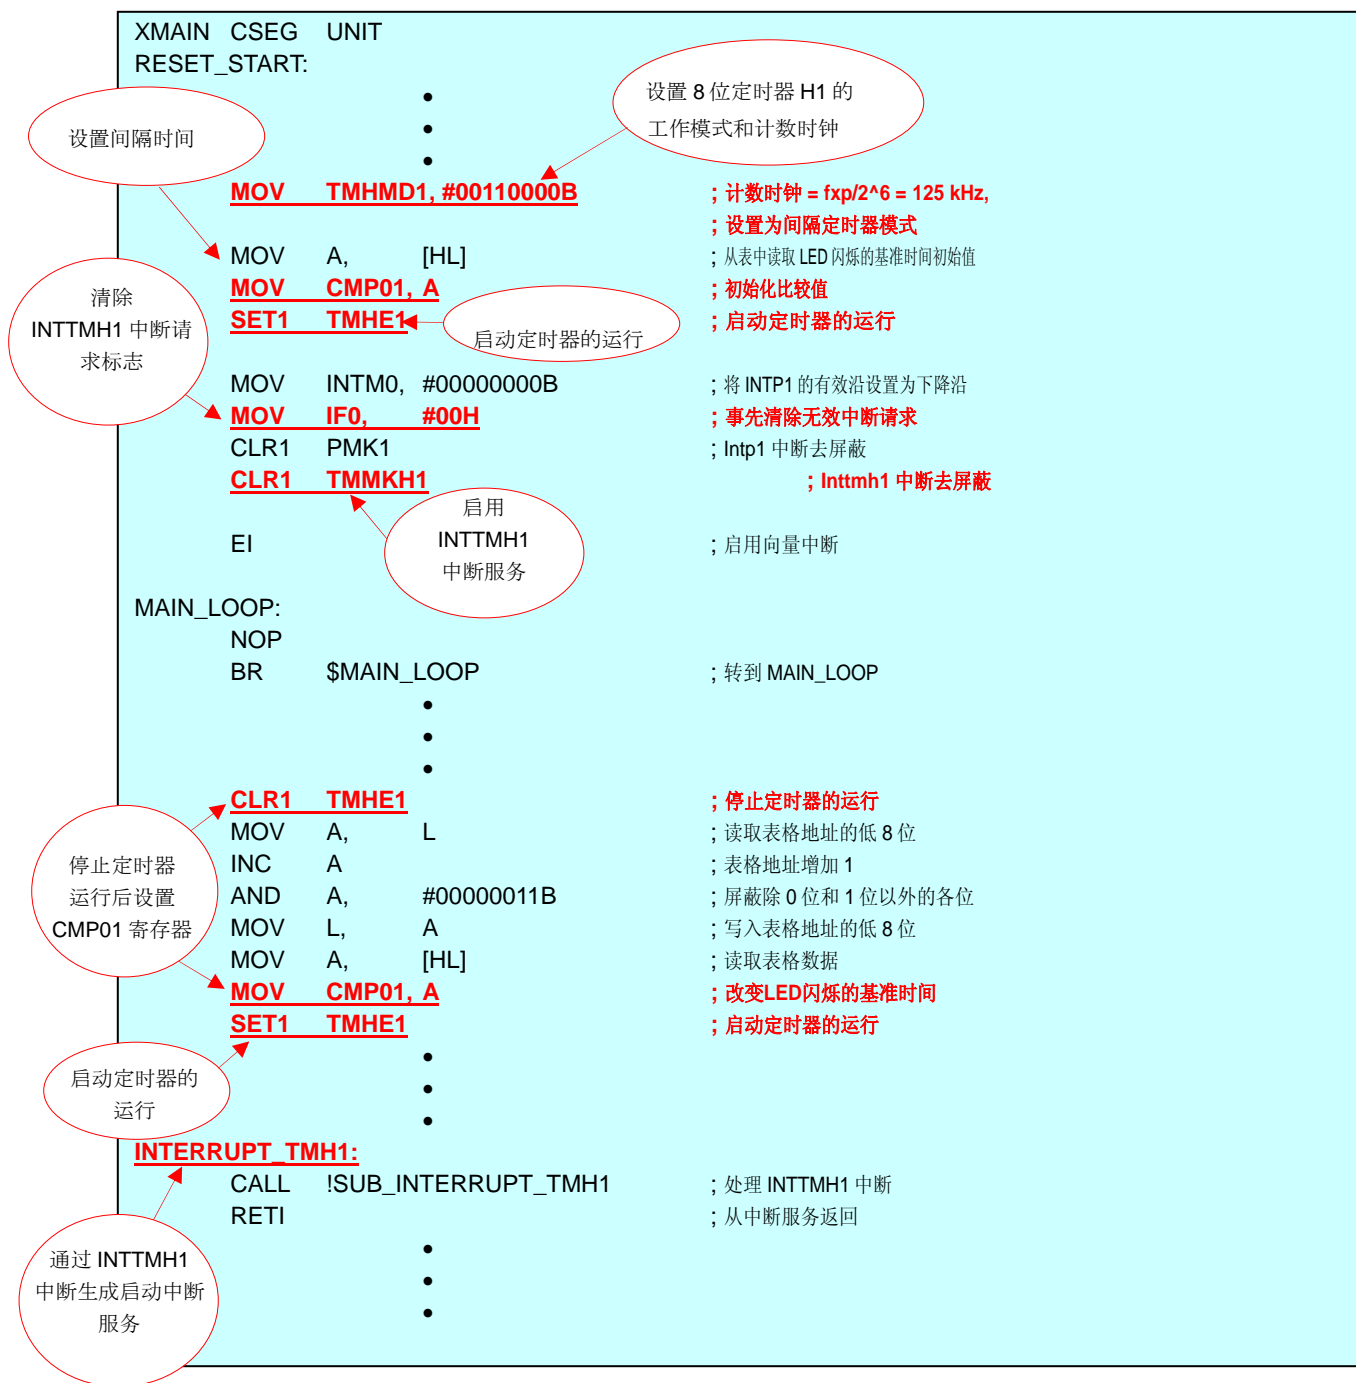 XMAIN CSEG UNIT
RESET_START:
设置 8 位定时器 H1 的
工作模式和计数时钟
设置间隔时间
•
•
•
MOV TMHMD1, #00110000B ; 计数时钟 = fxp/2^6 = 125 kHz,
; 设置为间隔定时器模式
MOV A, [HL] ; 从表中读取 LED 闪烁的基准时间初始值
MOV CMP01, A ; 初始化比较值
SET1 TMHE1 ; 启动定时器的运行
启动定时器的运行
清除
INTTMH1 中断请
求标志
MOV INTM0, #00000000B ; 将 INTP1 的有效沿设置为下降沿
MOV IF0, #00H ; 事先清除无效中断请求
CLR1 PMK1 ; Intp1 中断去屏蔽
CLR1 TMMKH1 ; Inttmh1 中断去屏蔽
启用
INTTMH1
中断服务
EI ; 启用向量中断
MAIN_LOOP:
NOP
BR $MAIN_LOOP ; 转到 MAIN_LOOP
•
•
•
CLR1 TMHE1 ; 停止定时器的运行
MOV A, L ; 读取表格地址的低 8 位
INC A ; 表格地址增加 1
AND A, #00000011B ; 屏蔽除 0 位和 1 位以外的各位
MOV L, A ; 写入表格地址的低 8 位
MOV A, [HL] ; 读取表格数据
MOV CMP01, A ; 改变LED闪烁的基准时间
SET1 TMHE1 ; 启动定时器的运行
停止定时器
运行后设置
CMP01 寄存器
启动定时器的
运行
•
•
•
INTERRUPT_TMH1:
CALL !SUB_INTERRUPT_TMH1 ; 处理 INTTMH1 中断
RETI ; 从中断服务返回
通过 INTTMH1
中断生成启动中断
服务
•
•
•